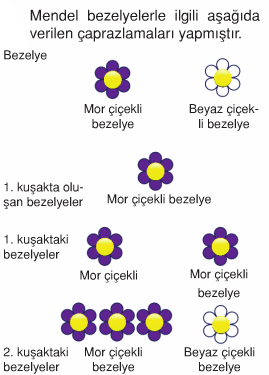 Mendel bezelyelerle ilgili aşağıda
verilen çaprazlamaları yapmıştır.
Bezelye
Mor çiçekli
bezelye
Beyaz çiçek-
li bezelye
1. kuşakta olu-
şan bezelyeler
Mor çiçekli bezelye
1. kuşaktaki
bezelyeler
Mor çiçekli
Mor çiçekli
bezelye
2. kuşaktaki
bezelyeler
Mor çiçekli
bezelye
Beyaz çiçekli
bezelye